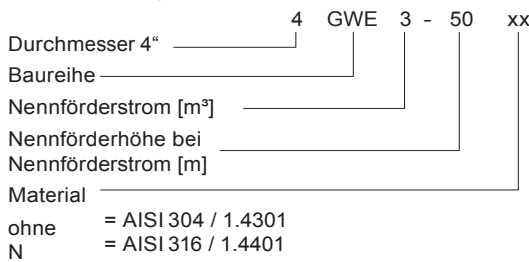 4 GWE 3 - 50 xx
Durchmesser 4“
Baureihe
Nennförderstrom [m³]
Nennförderhöhe bei
Nennförderstrom [m]
Material
ohne = AISI 304 / 1.4301
N = AISI 316 / 1.4401